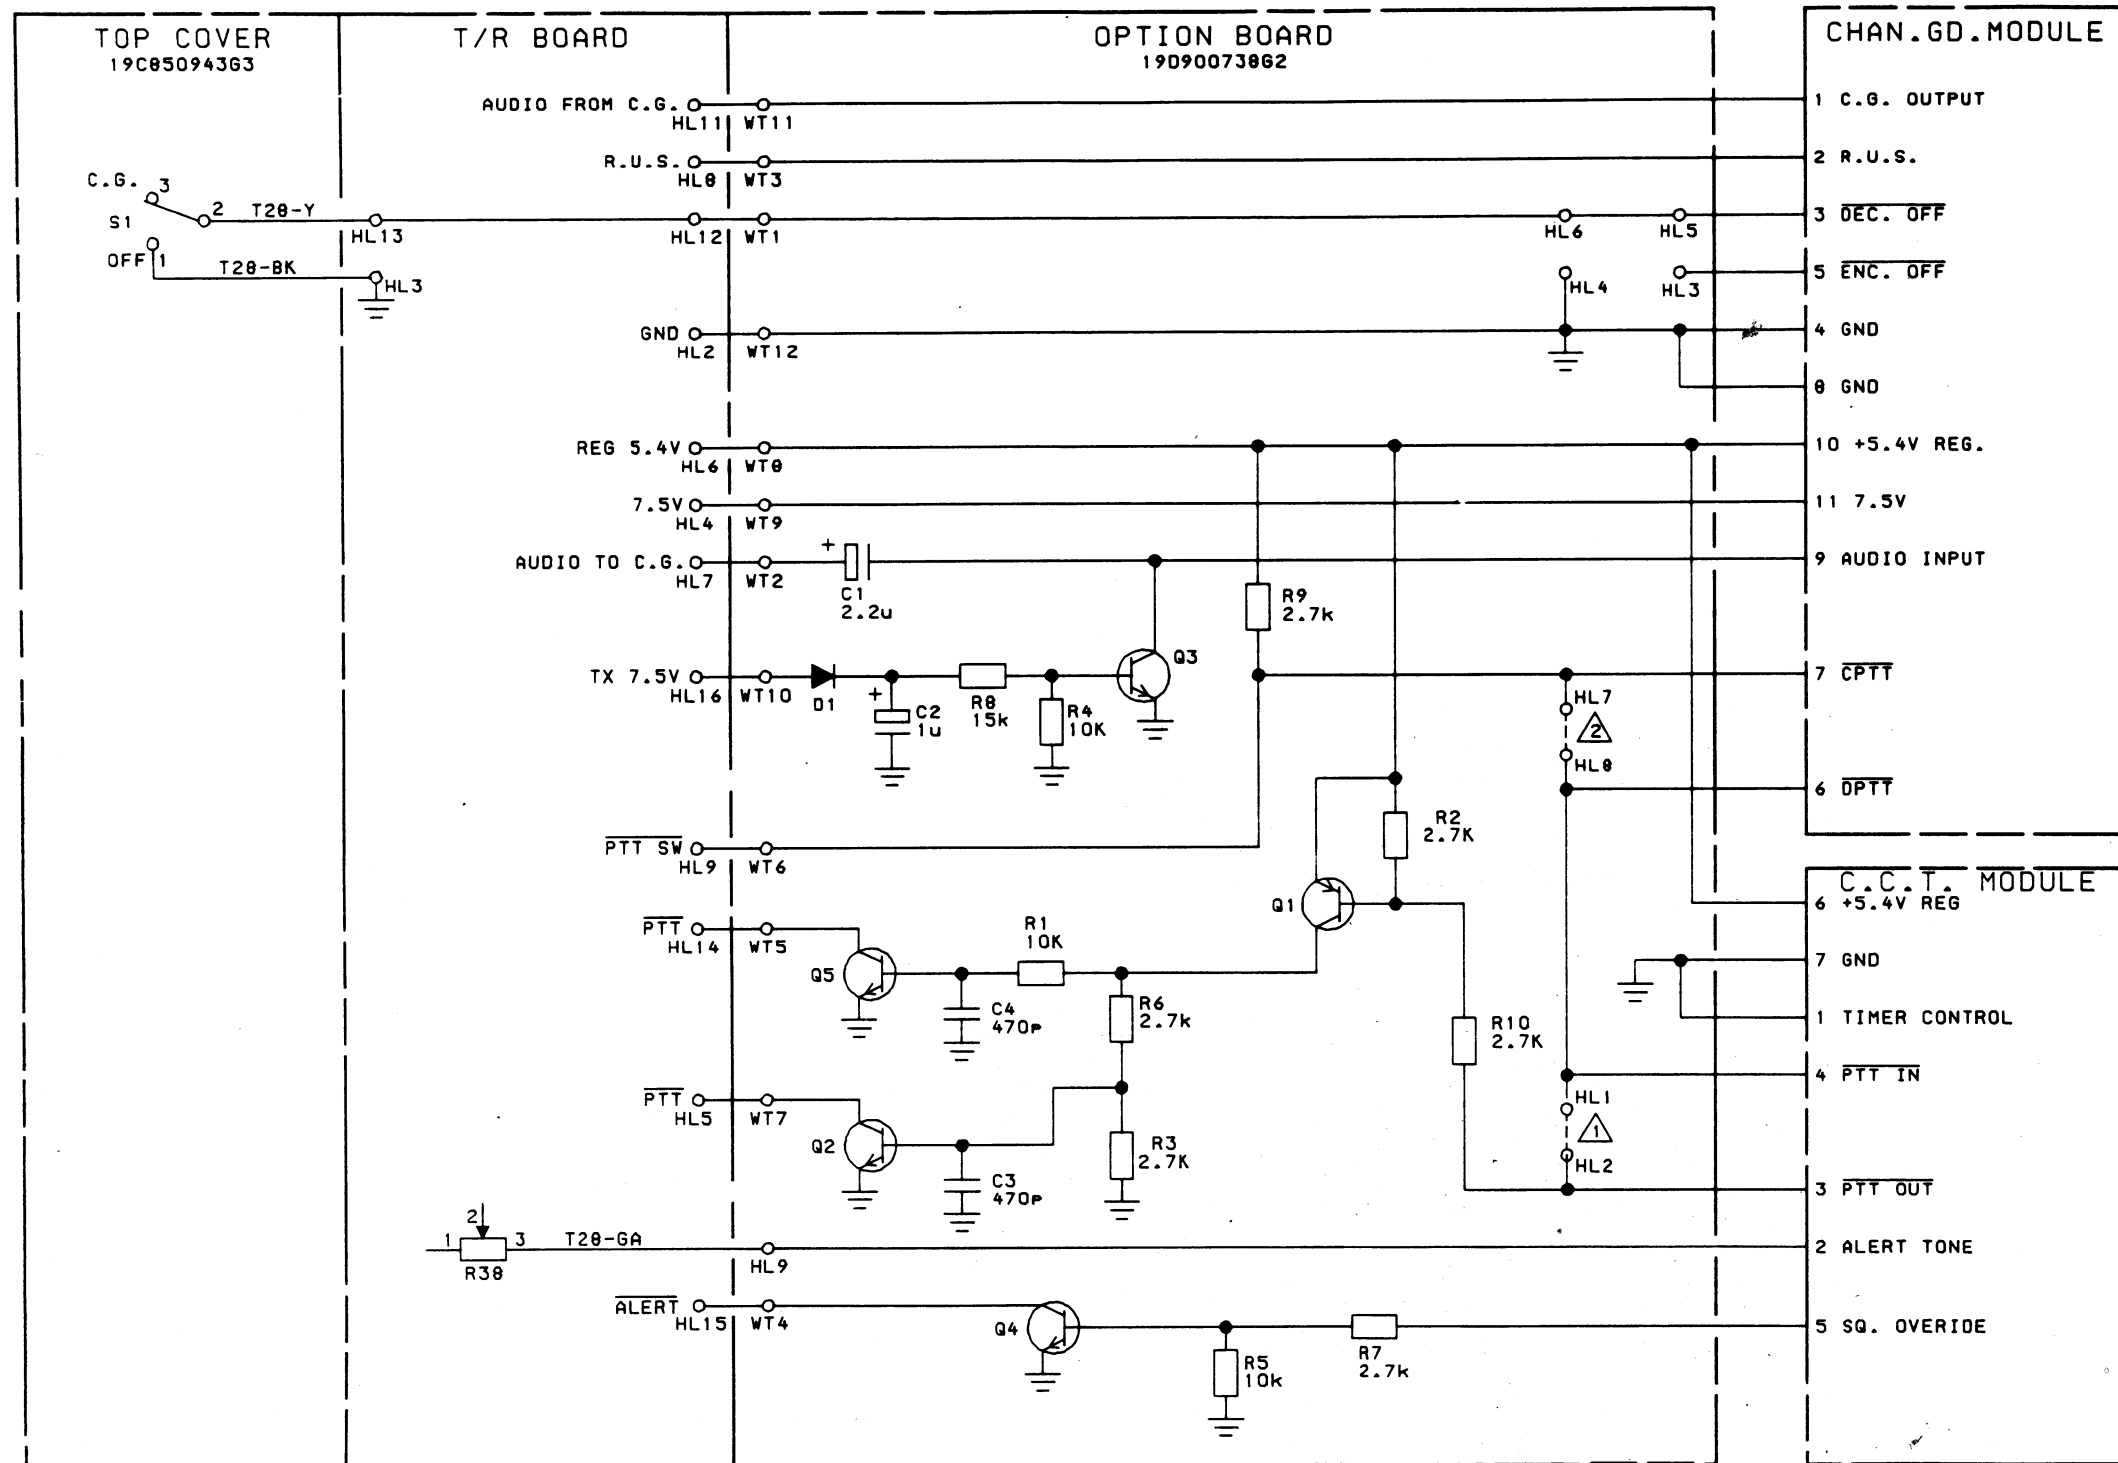 TOP COVER
19C850943G3
T/R BOARD
OPTION BOARD
19D900738G2
CHAN.GD.MODULE
AUDIO FROM C.G.
HL11 WT11
1 C.G. OUTPUT
R.U.S.
HL8 WT3
2 R.U.S.
C.G. 3
S1
2 T28-Y
HL13
HL12 WT1
HL6 HL5
3 DEC. OFF
OFF 1
T28-BK
HL3
HL4 HL3
5 ENC. OFF
GND
HL2 WT12
4 GND
8 GND
REG 5.4V
HL6 WT8
10 +5.4V REG.
7.5V
HL4 WT9
11 7.5V
AUDIO TO C.G.
HL7 WT2
+
C1
2.2u
9 AUDIO INPUT
R9
2.7k
TX 7.5V
HL16 WT10
D1
+
C2
1u
R8
15k
R4
10K
Q3
7 CPTT
HL7
2
HL8
6 DPTT
PTT SW
HL9 WT6
R2
2.7K
C.C.T. MODULE
6 +5.4V REG
Q1
PTT
HL14 WT5
Q5
R1
10K
C4
470p
R6
2.7k
7 GND
1 TIMER CONTROL
R10
2.7K
4 PTT IN
HL1
1
HL2
PTT
HL5 WT7
Q2
C3
470p
R3
2.7K
3 PTT OUT
1 2 3
R38
T28-GA
HL9
2 ALERT TONE
ALERT
HL15 WT4
Q4
R5
10k
R7
2.7k
5 SQ. OVERIDE